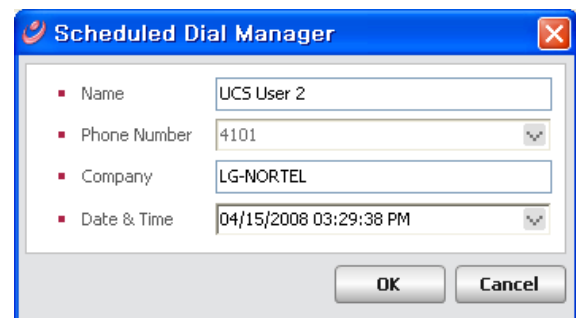 Scheduled Dial Manager
Name UCS User 2
Phone Number 4101
Company LG-NORTEL
Date & Time 04/15/2008 03:29:38 PM
OK Cancel